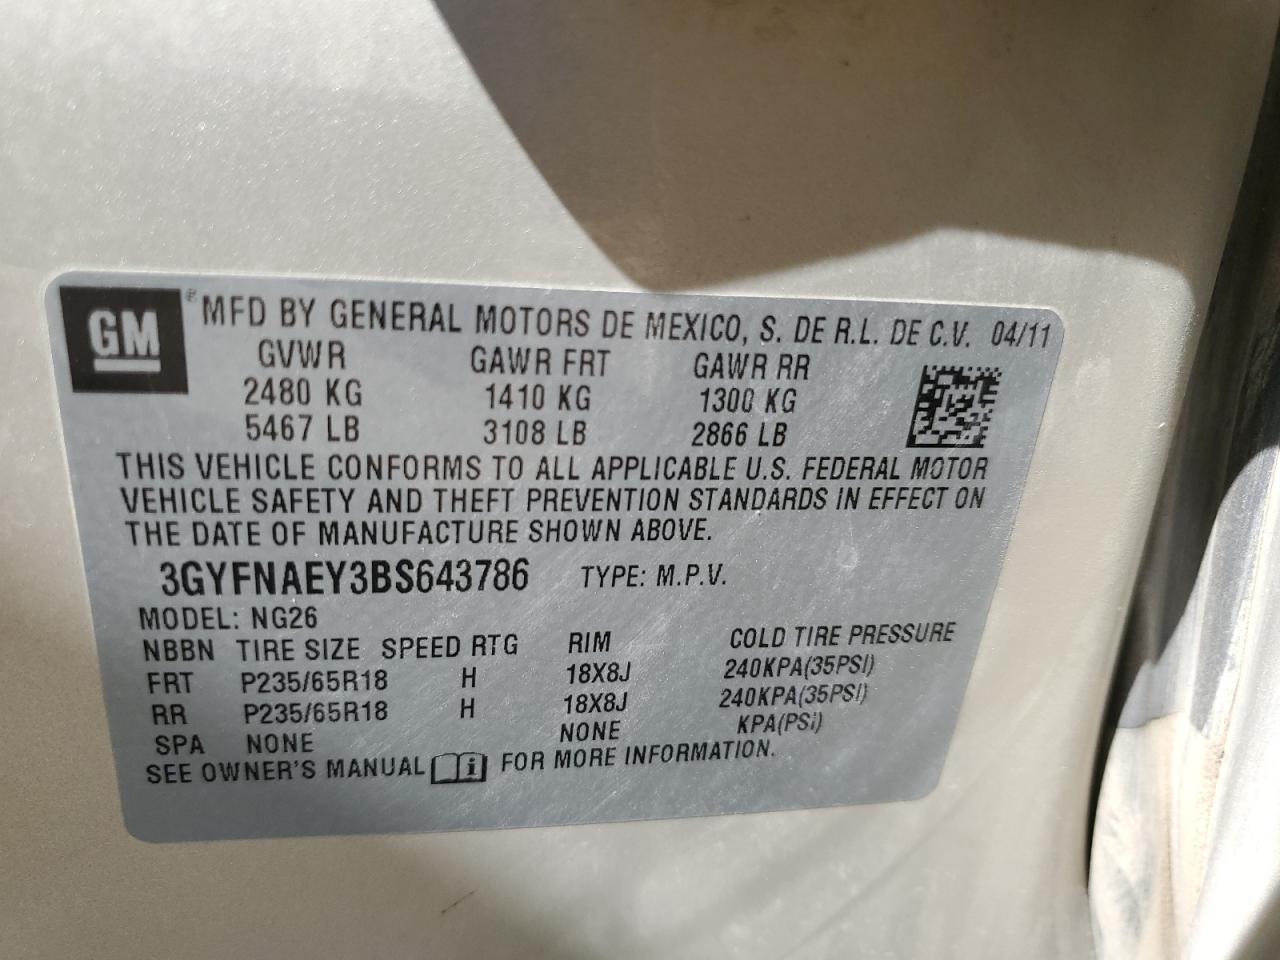 GM ® MFD BY GENERAL MOTORS DE MEXICO, S. DE R.L. DE C.V. 04/11
GVWR GAWR FRT GAWR RR
2480 KG 1410 KG 1300 KG
5467 LB 3108 LB 2866 LB
THIS VEHICLE CONFORMS TO ALL APPLICABLE U.S. FEDERAL MOTOR
VEHICLE SAFETY AND THEFT PREVENTION STANDARDS IN EFFECT ON
THE DATE OF MANUFACTURE SHOWN ABOVE.
3GYFNAEY3BS643786 TYPE: M.P.V.
MODEL: NG26
NBBN TIRE SIZE SPEED RTG RIM COLD TIRE PRESSURE
FRT P235/65R18 H 18X8J 240KPA(35PSI)
RR P235/65R18 H 18X8J 240KPA(35PSI)
SPA NONE NONE KPA(PSI)
SEE OWNER'S MANUAL i FOR MORE INFORMATION.